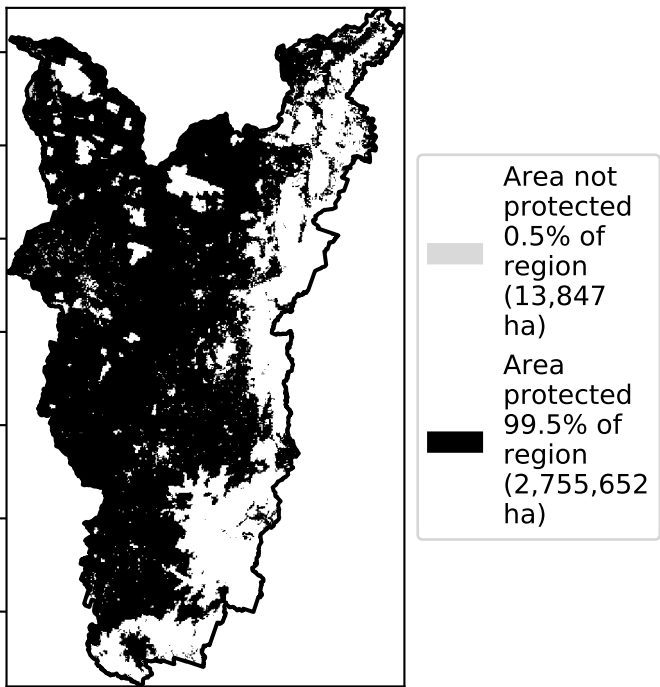 Area not
protected
0.5% of
region
(13,847
ha)
Area
protected
99.5% of
region
(2,755,652
ha)